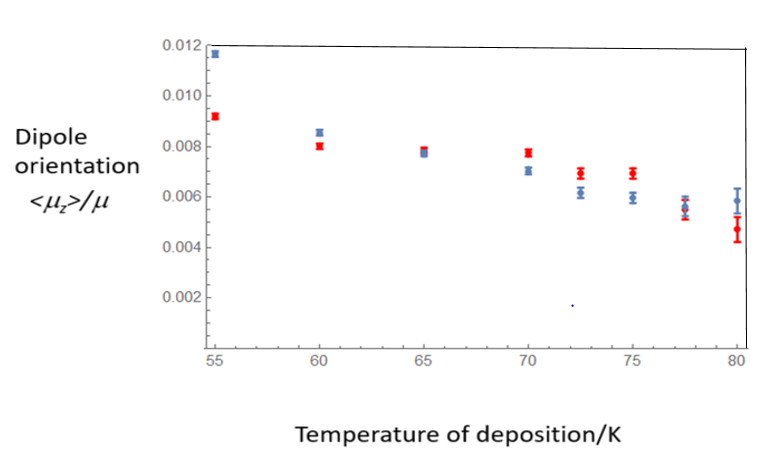 0.012
0.010
Dipole
orientation
<μz>/μ
0.008
0.006
0.004
0.002
55 60 65 70 75 80
Temperature of deposition/K